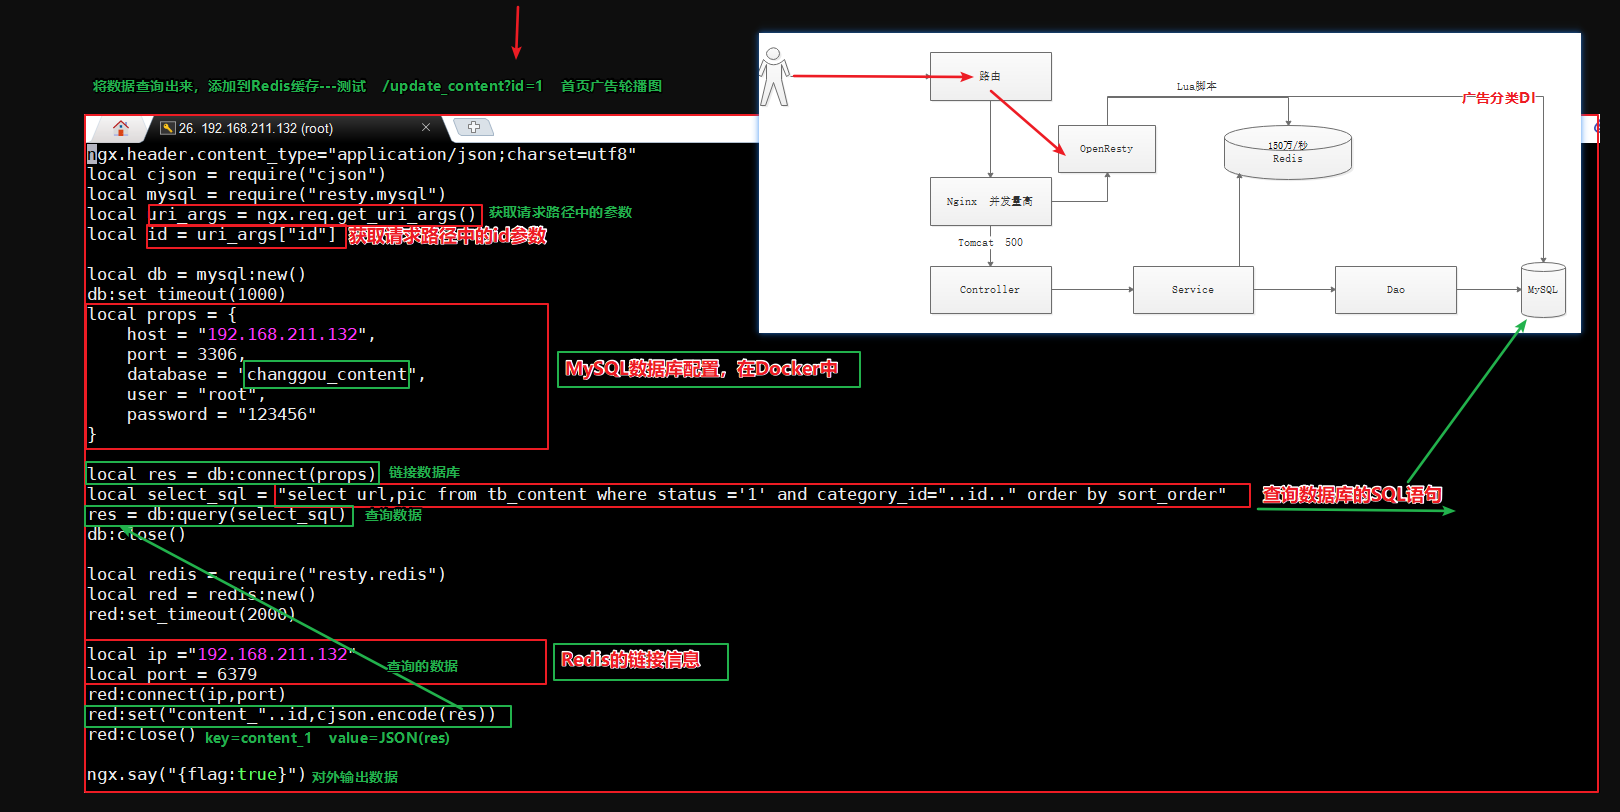 将数据查询出来，添加到Redis缓存---测试 /update_content?id=1 首页广告轮播图
26. 192.168.211.132 (root)
ngx.header.content_type="application/json;charset=utf8"
local cjson = require("cjson")
local mysql = require("resty.mysql")
local uri_args = ngx.req.get_uri_args() 获取请求路径中的参数
local id = uri_args["id"] 获取请求路径中的id参数
local db = mysql:new()
db:set_timeout(1000)
local props = {
host = "192.168.211.132",
port = 3306,
database = "changgou_content",
user = "root",
password = "123456"
}
MySQL数据库配置，在Docker中
local res = db:connect(props) 链接数据库
local select_sql = "select url,pic from tb_content where status ='1' and category_id="..id.." order by sort_order" 查询数据库的SQL语句
res = db:query(select_sql) 查询数据
db:close()
local redis = require("resty.redis")
local red = redis:new()
red:set_timeout(2000)
local ip ="192.168.211.132"
local port = 6379
Redis的链接信息
查询的数据
red:connect(ip,port)
red:set("content_"..id,cjson.encode(res))
red:close() key=content_1 value=JSON(res)
ngx.say("{flag:true}") 对外输出数据
路由
Lua脚本
广告分类DI
OpenResty
150万/秒
Redis
Nginx 并发量高
Tomcat 500
Controller
Service
Dao
MySQL